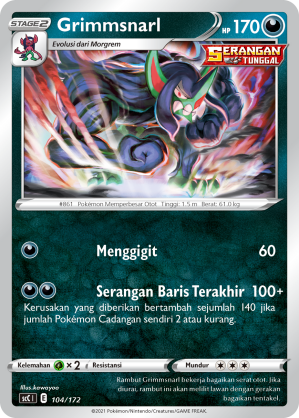 STAGE2 Grimmsnarl HP 170
Evolusi dari Morgrem
SERANGAN
TUNGGAL
#861 Pokémon Memperbesar Otot Tinggi: 1.5 m Berat: 61.0 kg
Menggigit 60
Serangan Baris Terakhir 100+
Kerusakan yang diberikan bertambah sejumlah 140 jika
jumlah Pokémon Cadangan sendiri 2 atau kurang.
Kelemahan ×2 Resistansi Mundur
Illus.kawayoo
sc1 E 104/172
Rambut Grimmsnarl bekerja bagaikan serat otot. Jika
diurai, rambut ini akan melilit lawan dengan gerakan
bagaikan tentakel.
©2021 Pokémon/Nintendo/Creatures/GAME FREAK